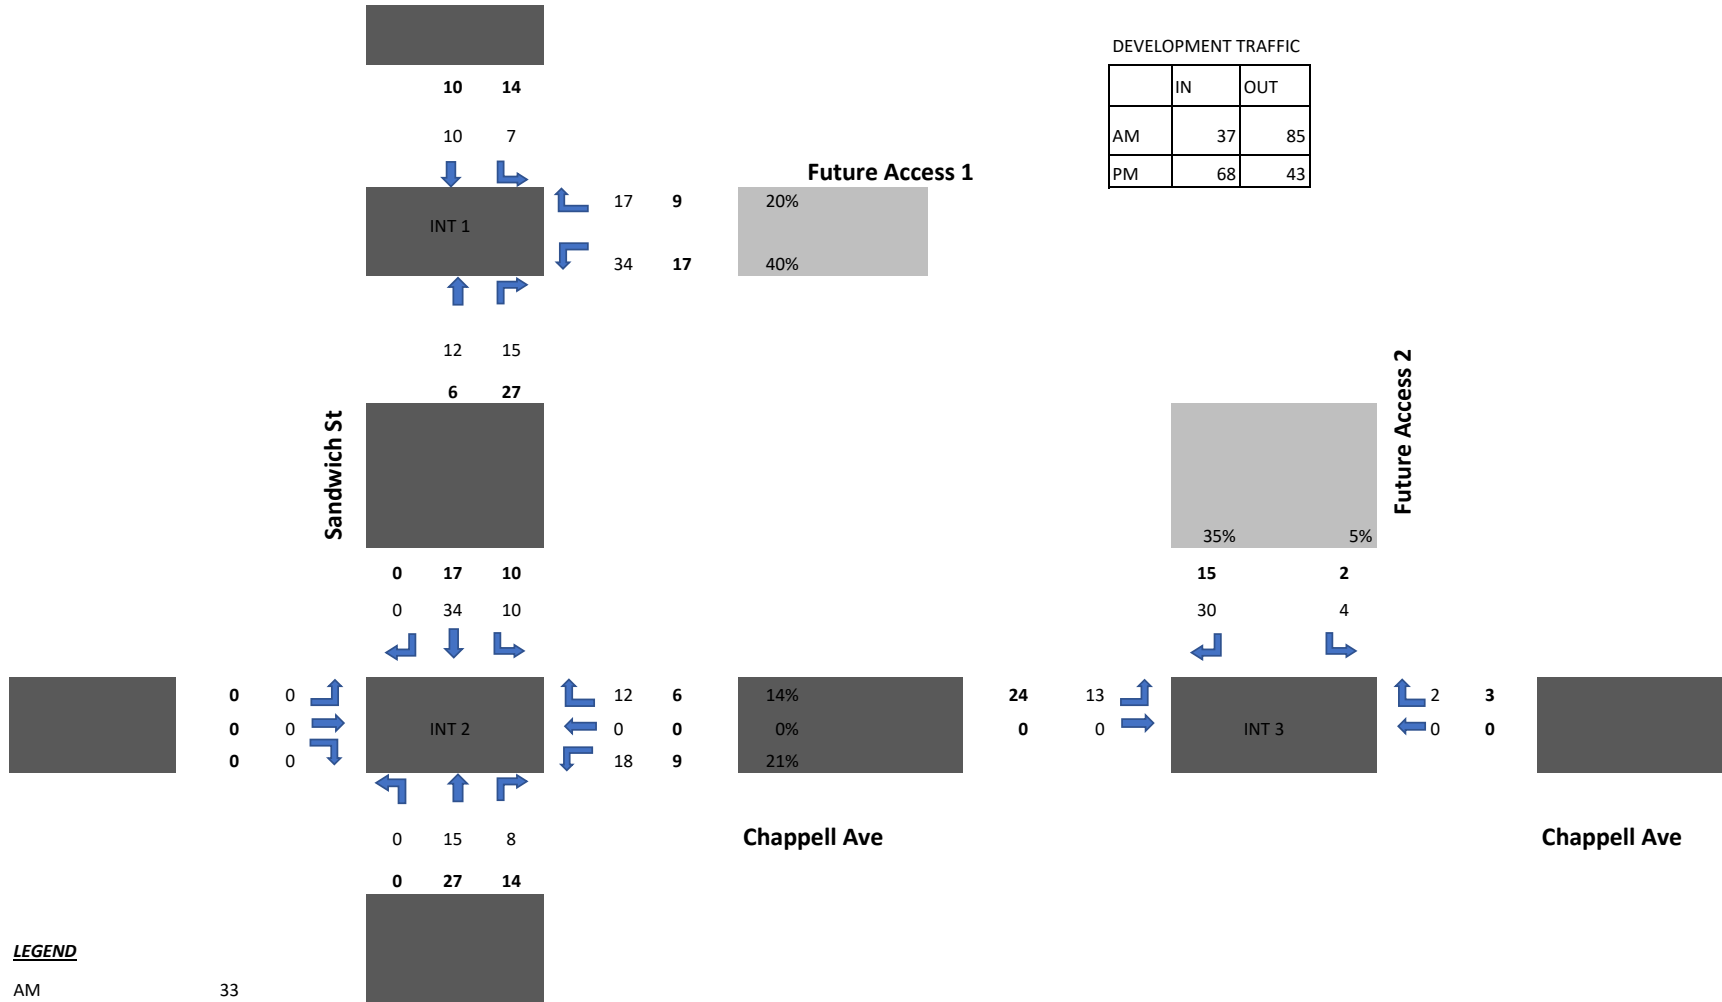 DEVELOPMENT TRAFFIC
IN OUT
AM 37 85
PM 68 43
10 14
10 7
Future Access 1
INT 1
17 9 20%
34 17 40%
12 15
6 27
Sandwich St
Future Access 2
35% 5%
0 17 10
0 34 10
15 2
30 4
0 0
0 0
0 0
INT 2
12 6 14%
0 0 0%
18 9 21%
24 13
0 0
INT 3
2 3
0 0
0 15 8
0 27 14
Chappell Ave
Chappell Ave
LEGEND
AM 33